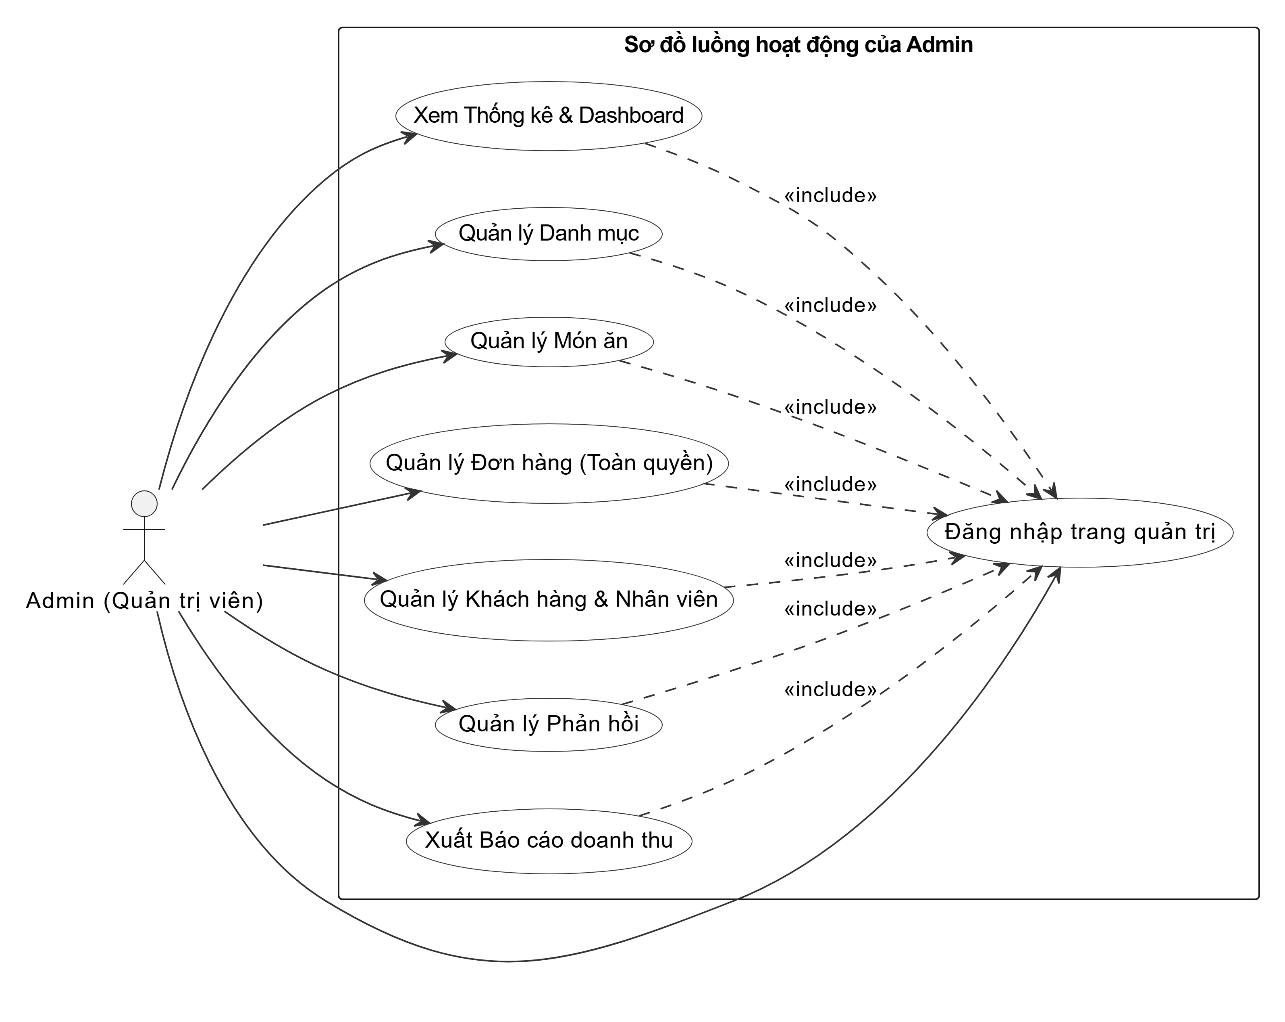 Sơ đồ luồng hoạt động của Admin
Xem Thống kê & Dashboard
«include»
Quản lý Danh mục
«include»
Quản lý Món ăn
«include»
Quản lý Đơn hàng (Toàn quyền)
«include»
Đăng nhập trang quản trị
«include»
Quản lý Khách hàng & Nhân viên
Admin (Quản trị viên)
«include»
«include»
Quản lý Phản hồi
Xuất Báo cáo doanh thu